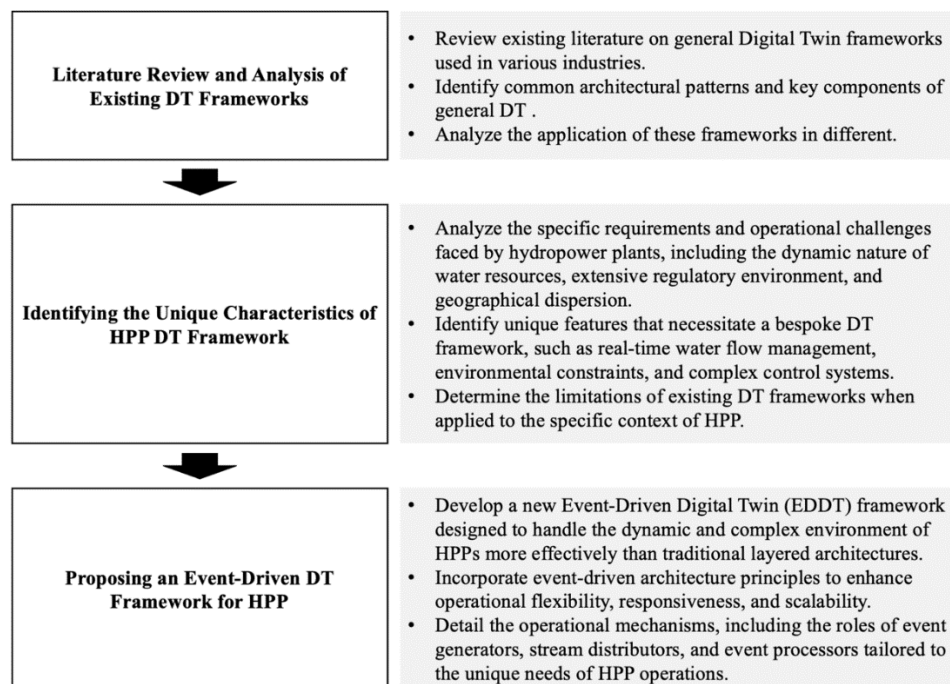 Literature Review and Analysis of
Existing DT Frameworks
• Review existing literature on general Digital Twin frameworks
used in various industries.
• Identify common architectural patterns and key components of
general DT .
• Analyze the application of these frameworks in different.
Identifying the Unique Characteristics of
HPP DT Framework
• Analyze the specific requirements and operational challenges
faced by hydropower plants, including the dynamic nature of
water resources, extensive regulatory environment, and
geographical dispersion.
• Identify unique features that necessitate a bespoke DT
framework, such as real-time water flow management,
environmental constraints, and complex control systems.
• Determine the limitations of existing DT frameworks when
applied to the specific context of HPP.
Proposing an Event-Driven DT
Framework for HPP
• Develop a new Event-Driven Digital Twin (EDDT) framework
designed to handle the dynamic and complex environment of
HPPs more effectively than traditional layered architectures.
• Incorporate event-driven architecture principles to enhance
operational flexibility, responsiveness, and scalability.
• Detail the operational mechanisms, including the roles of event
generators, stream distributors, and event processors tailored to
the unique needs of HPP operations.